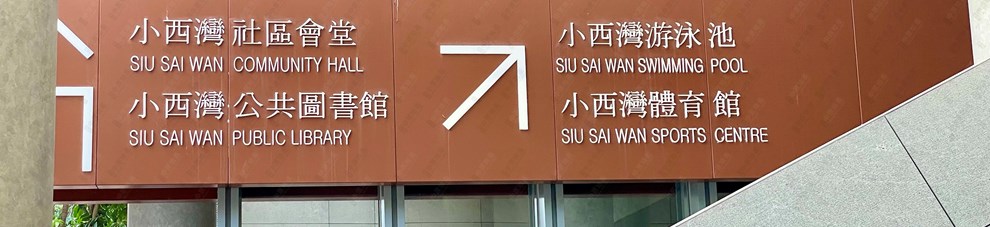 小西灣社區會堂
SIU SAI WAN COMMUNITY HALL
小西灣公共圖書館
SIU SAI WAN PUBLIC LIBRARY
小西灣游泳池
SIU SAI WAN SWIMMING POOL
小西灣體育館
SIU SAI WAN SPORTS CENTRE